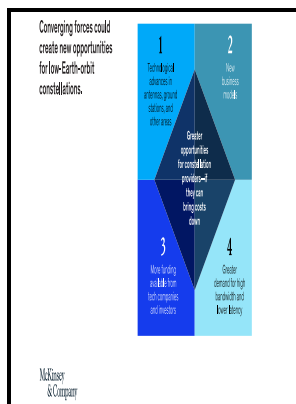 Converging forces could
create new opportunities
for low-Earth-orbit
constellations.
1
Technological
advances in
antennas, ground
stations, and
other areas
2
New
business
models
Greater
opportunities
for constellation
providers—if
they can
bring costs
down
3
More funding
available from
tech companies
and investors
4
Greater
demand for high
bandwidth and
lower latency
McKinsey
& Company